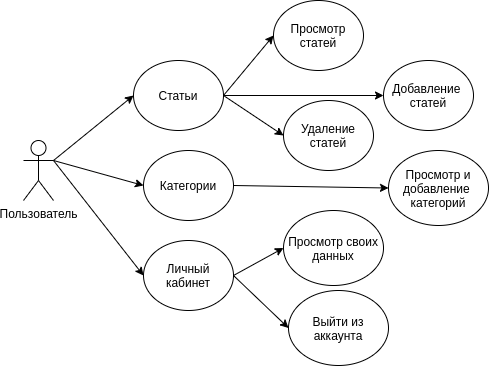 Просмотр
статей
Статьи
Добавление
статей
Удаление
статей
Пользователь
Категории
Просмотр и
добавление
категорий
Личный
кабинет
Просмотр своих
данных
Выйти из
аккаунта